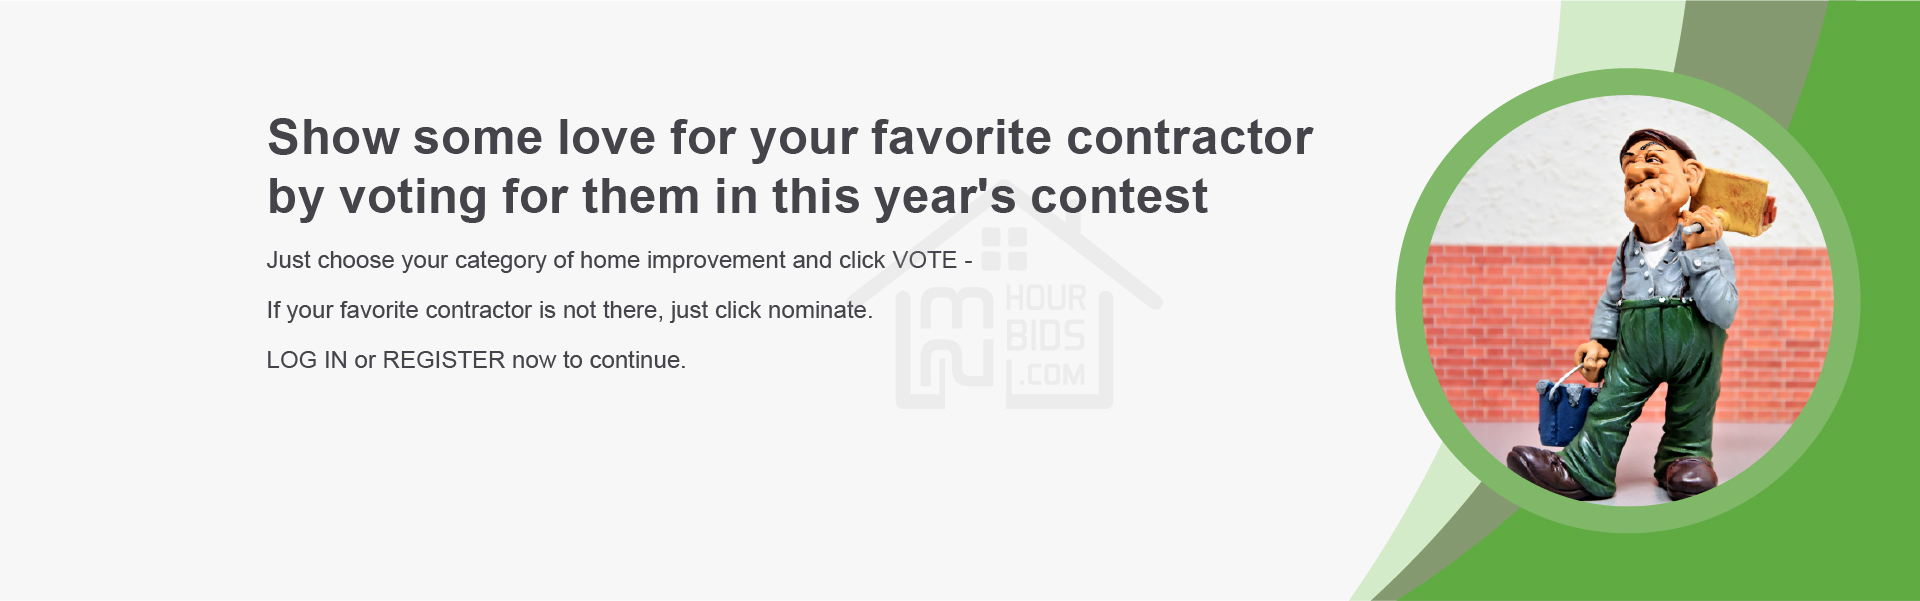 Show some love for your favorite contractor
by voting for them in this year's contest
Just choose your category of home improvement and click VOTE -
If your favorite contractor is not there, just click nominate.
LOG IN or REGISTER now to continue.
HOUR
BIDS
.COM